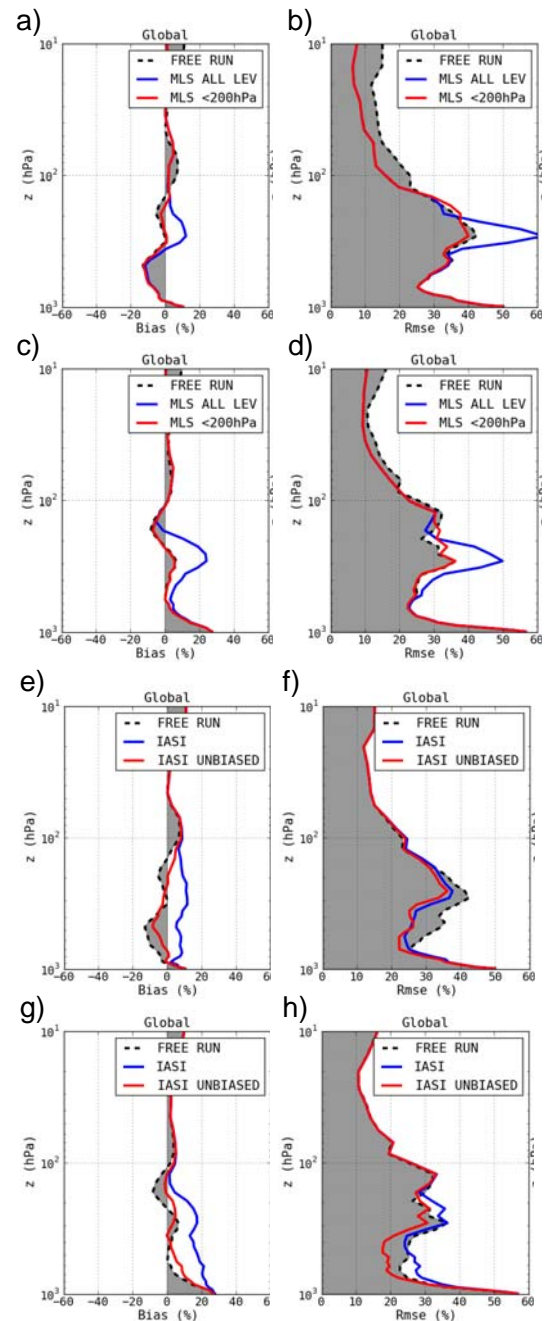 a)
b)
Global
Global
10¹
FREE RUN
MLS ALL LEV
MLS <200hPa
z (hPa)
10²
10³
−60 −40 −20 0 20 40 60
Bias (%)
10¹
FREE RUN
MLS ALL LEV
MLS <200hPa
z (hPa)
10²
10³
0 10 20 30 40 50 60
Rmse (%)
c)
d)
Global
Global
10¹
FREE RUN
MLS ALL LEV
MLS <200hPa
z (hPa)
10²
10³
−60 −40 −20 0 20 40 60
Bias (%)
10¹
FREE RUN
MLS ALL LEV
MLS <200hPa
z (hPa)
10²
10³
0 10 20 30 40 50 60
Rmse (%)
e)
f)
Global
Global
10¹
FREE RUN
IASI
IASI UNBIASED
z (hPa)
10²
10³
−60 −40 −20 0 20 40 60
Bias (%)
10¹
FREE RUN
IASI
IASI UNBIASED
z (hPa)
10²
10³
0 10 20 30 40 50 60
Rmse (%)
g)
h)
Global
Global
10¹
FREE RUN
IASI
IASI UNBIASED
z (hPa)
10²
10³
−60 −40 −20 0 20 40 60
Bias (%)
10¹
FREE RUN
IASI
IASI UNBIASED
z (hPa)
10²
10³
0 10 20 30 40 50 60
Rmse (%)